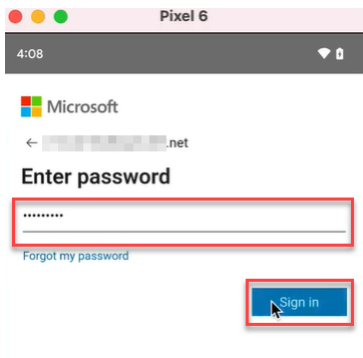 Pixel 6
4:08
Microsoft
.net
Enter password
•••••••••
Forgot my password
Sign in